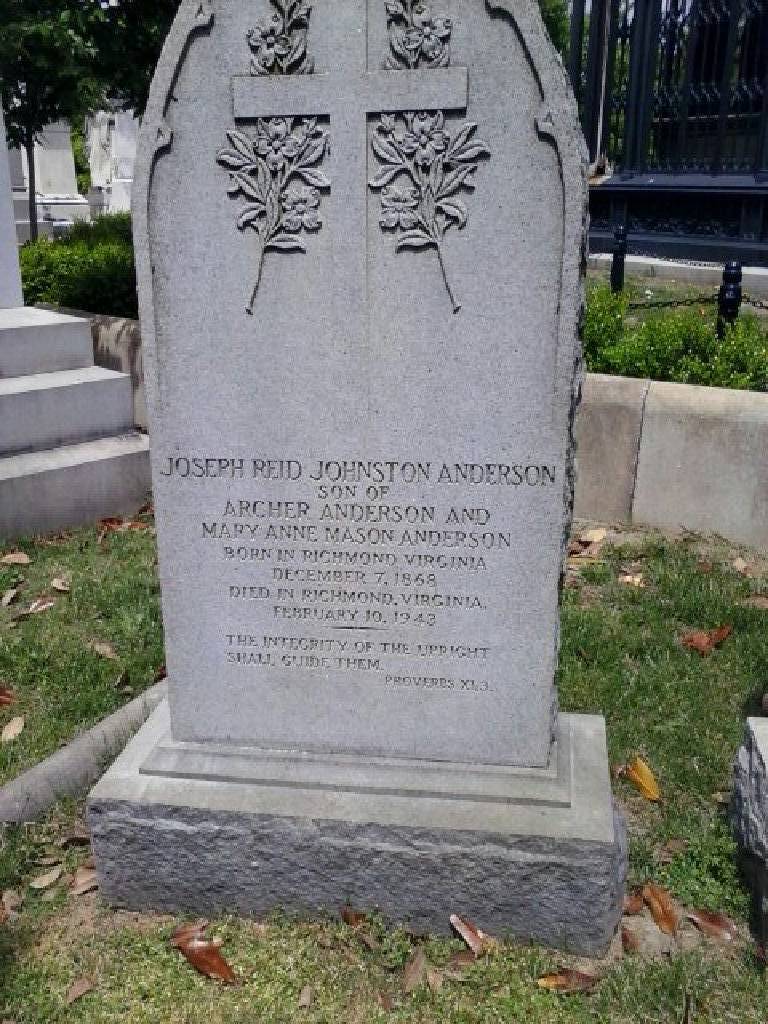 JOSEPH REID JOHNSTON ANDERSON
SON OF
ARCHER ANDERSON AND
MARY ANNE MASON ANDERSON
BORN IN RICHMOND VIRGINIA
DECEMBER 7, 1868
DIED IN RICHMOND, VIRGINIA,
FEBRUARY 10, 1943
THE INTEGRITY OF THE UPRIGHT
SHALL GUIDE THEM.
PROVERBS XI, 3.